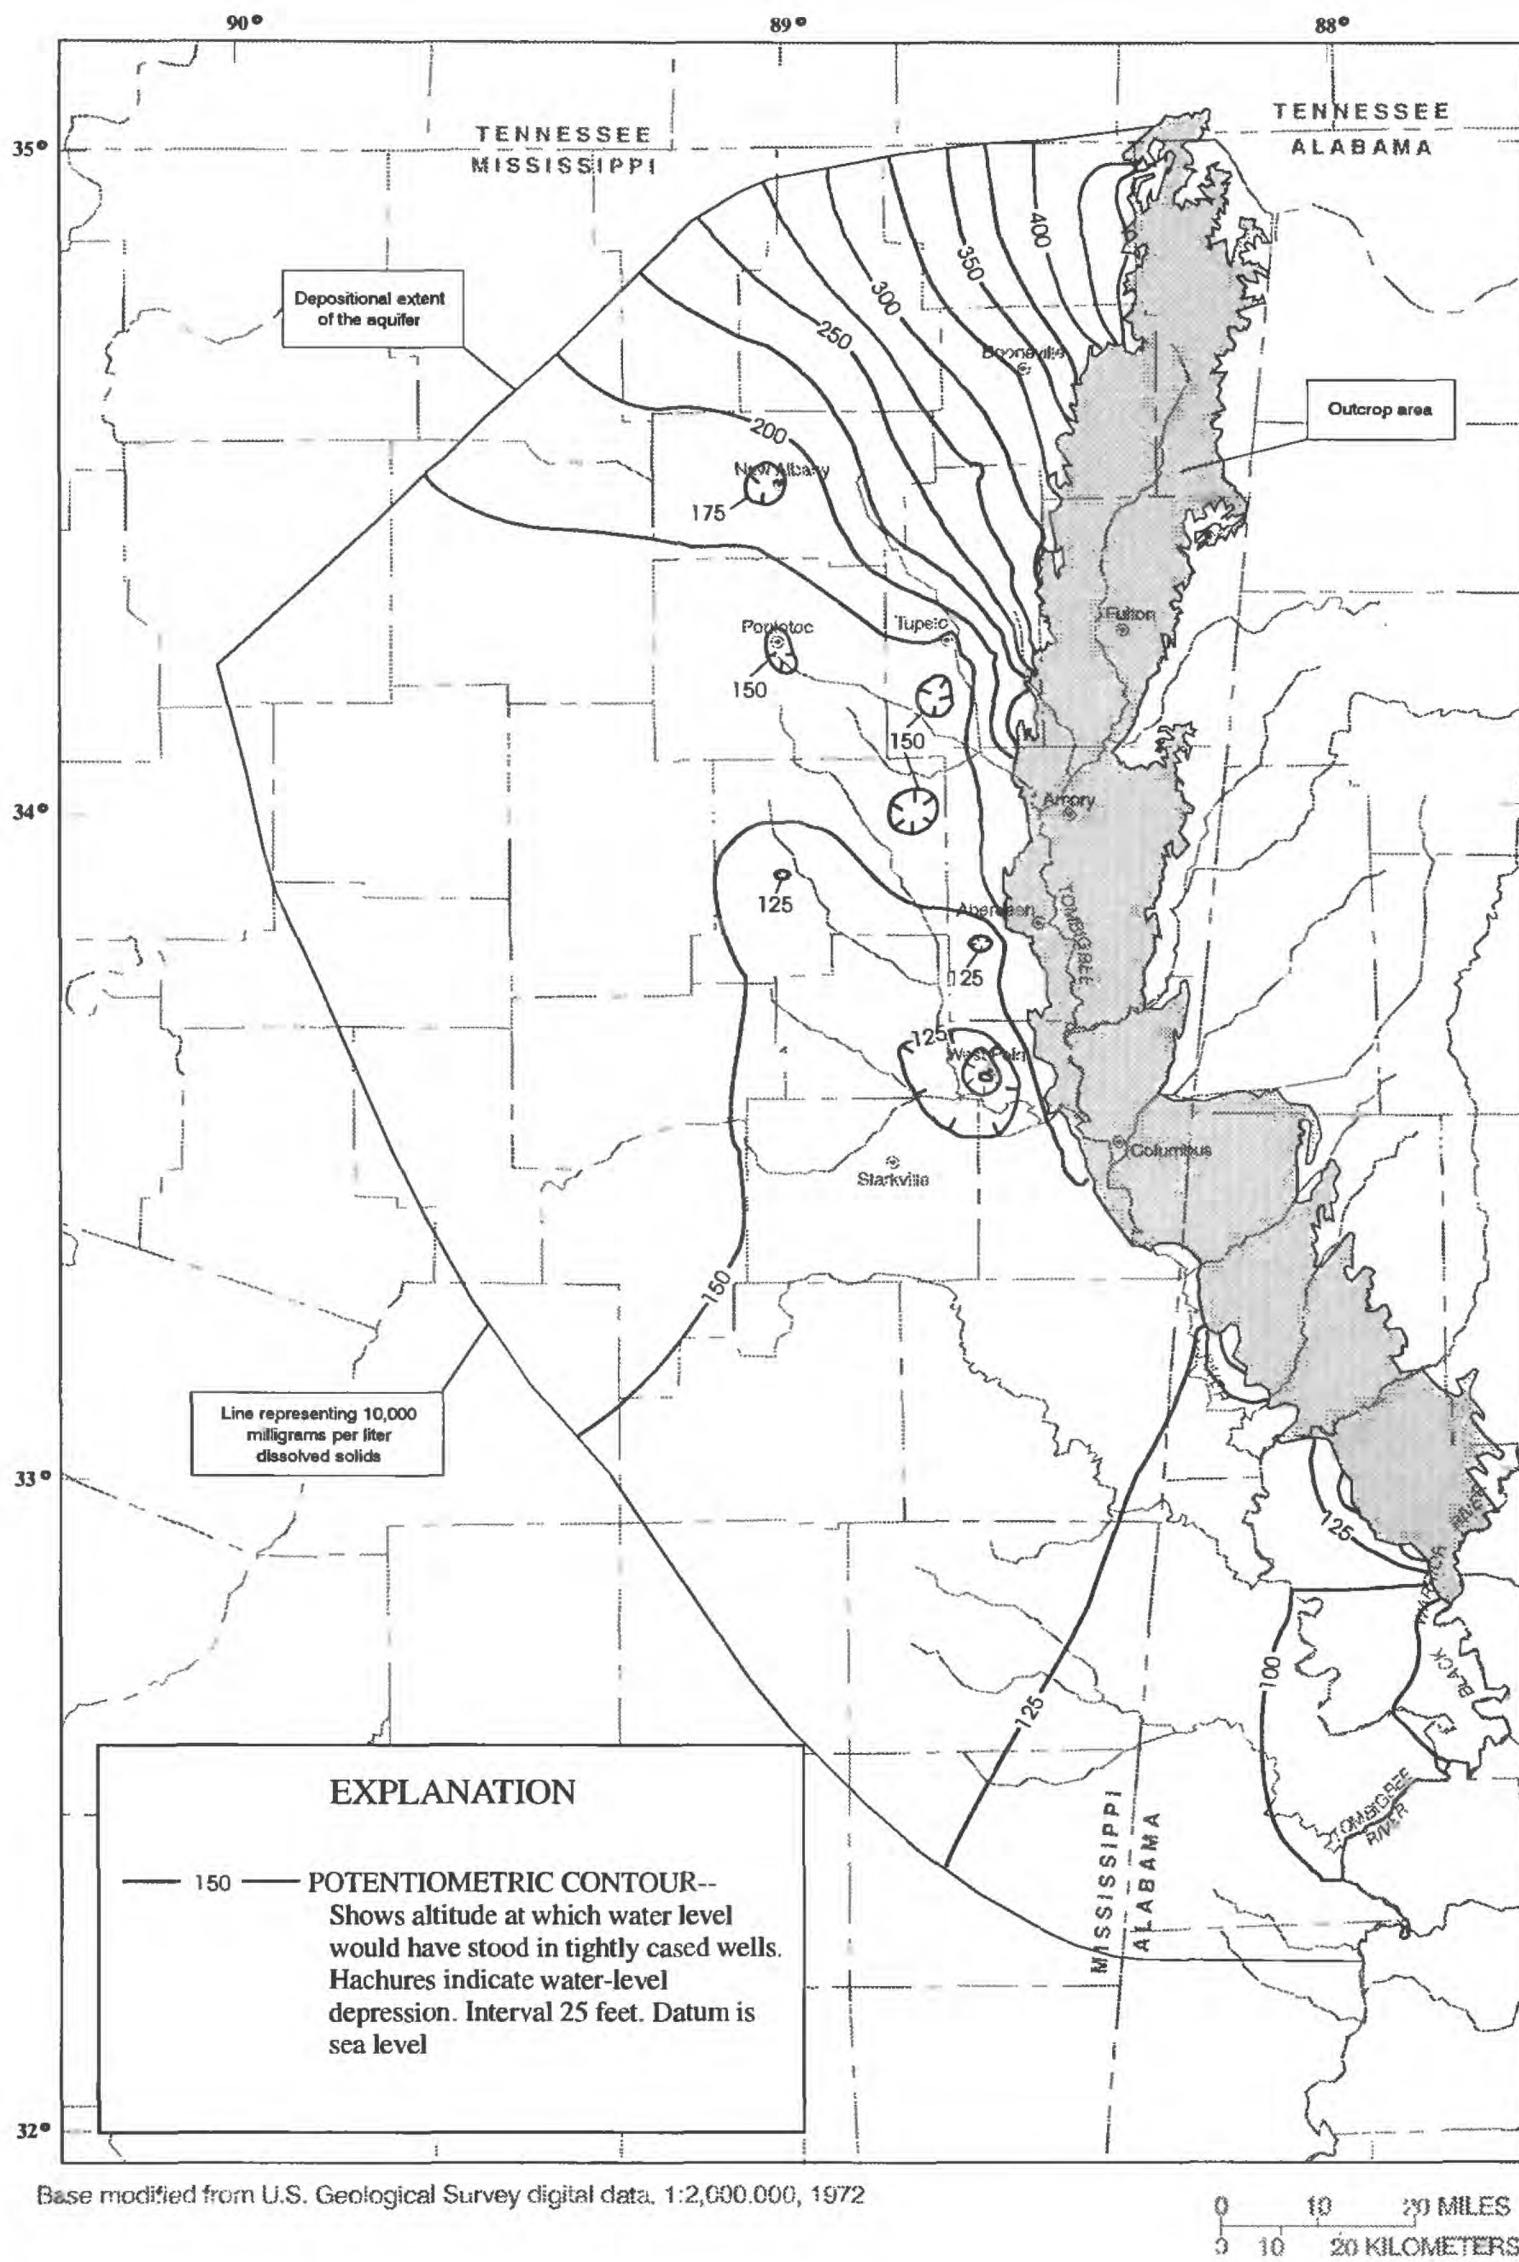 90° 89° 88°
TENNESSEE
MISSISSIPPI
TENNESSEE
ALABAMA
35°
400
350
300
250
Depositional extent
of the aquifer
Booneville
Outcrop area
200
New Albany
175
Fulton
Pontotoc
Tupelo
150
150
34°
Amory
125
Aberdeen
TOMBIGBEE
125
125
West Point
Columbus
Starkville
150
Line representing 10,000
milligrams per liter
dissolved solids
33°
125
RIVER
WARRIOR
BLACK
100
125
TOMBIGBEE
RIVER
MISSISSIPPI
ALABAMA
EXPLANATION
150 POTENTIOMETRIC CONTOUR--
Shows altitude at which water level
would have stood in tightly cased wells.
Hachures indicate water-level
depression. Interval 25 feet. Datum is
sea level
32°
Base modified from U.S. Geological Survey digital data. 1:2,000.000, 1972
0 10 20 MILES
0 10 20 KILOMETERS